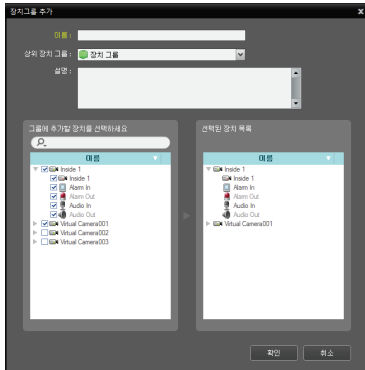 장치그룹 추가
x
이름 :
상위 장치 그룹 : 장치 그룹
설명 :
그룹에 추가할 장치를 선택하세요
이름
Inside 1
Inside 1
Alarm In
Alarm Out
Audio In
Audio Out
Virtual Camera001
Virtual Camera002
Virtual Camera003
선택된 장치 목록
이름
Inside 1
Inside 1
Alarm In
Alarm Out
Audio In
Audio Out
Virtual Camera001
확인 취소